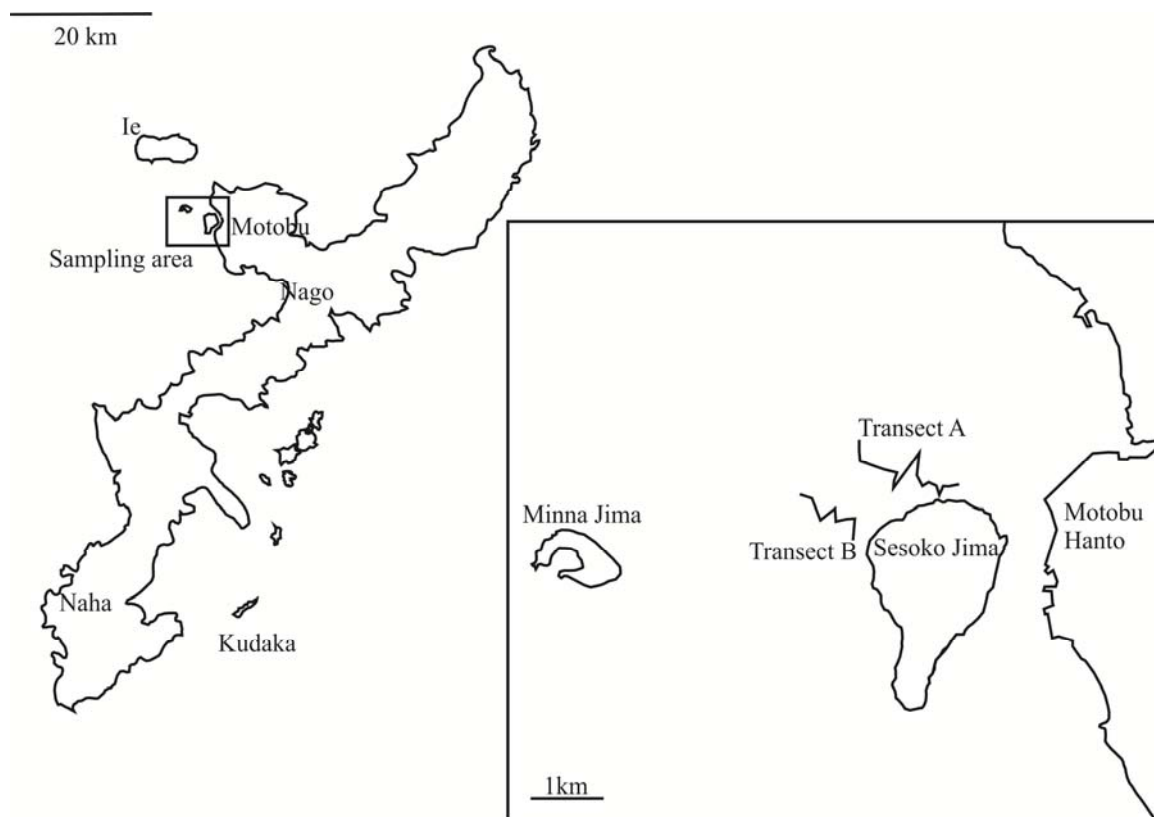 20 km
Ie
Motobu
Sampling area
Nago
Naha
Kudaka
Transect A
Minna Jima
Transect B
Sesoko Jima
Motobu
Hanto
1km